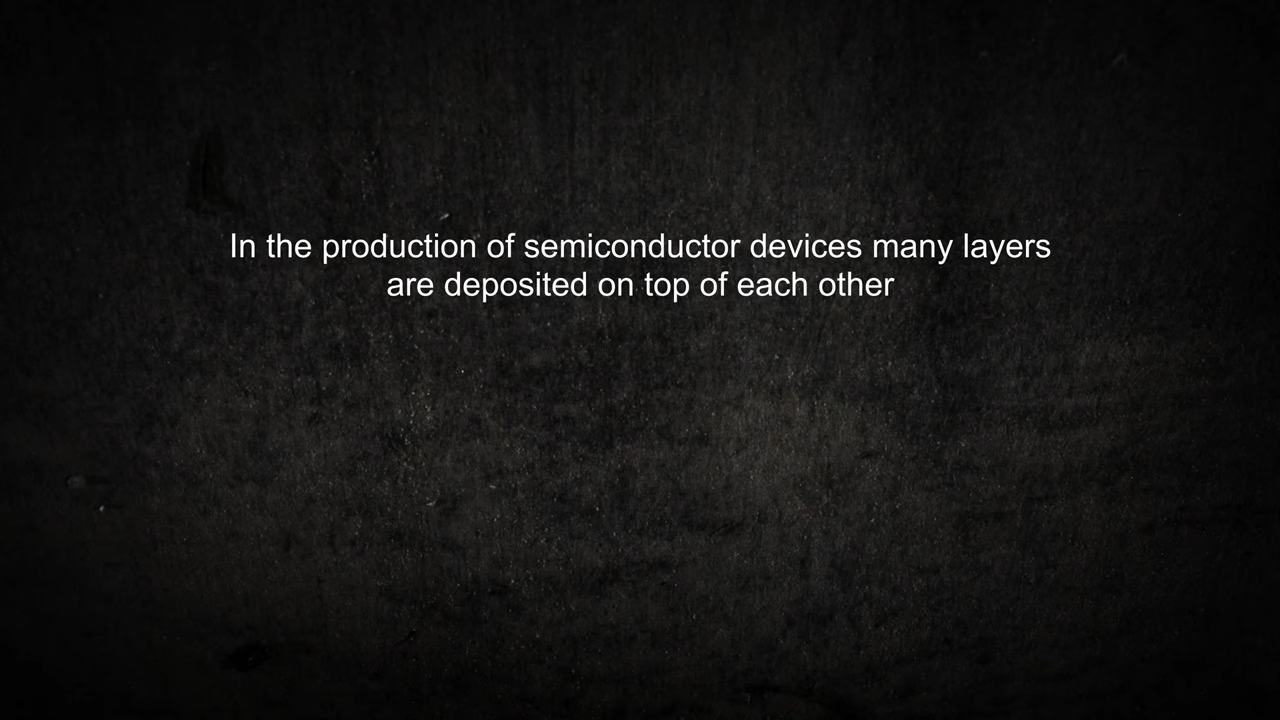 In the production of semiconductor devices many layers
are deposited on top of each other